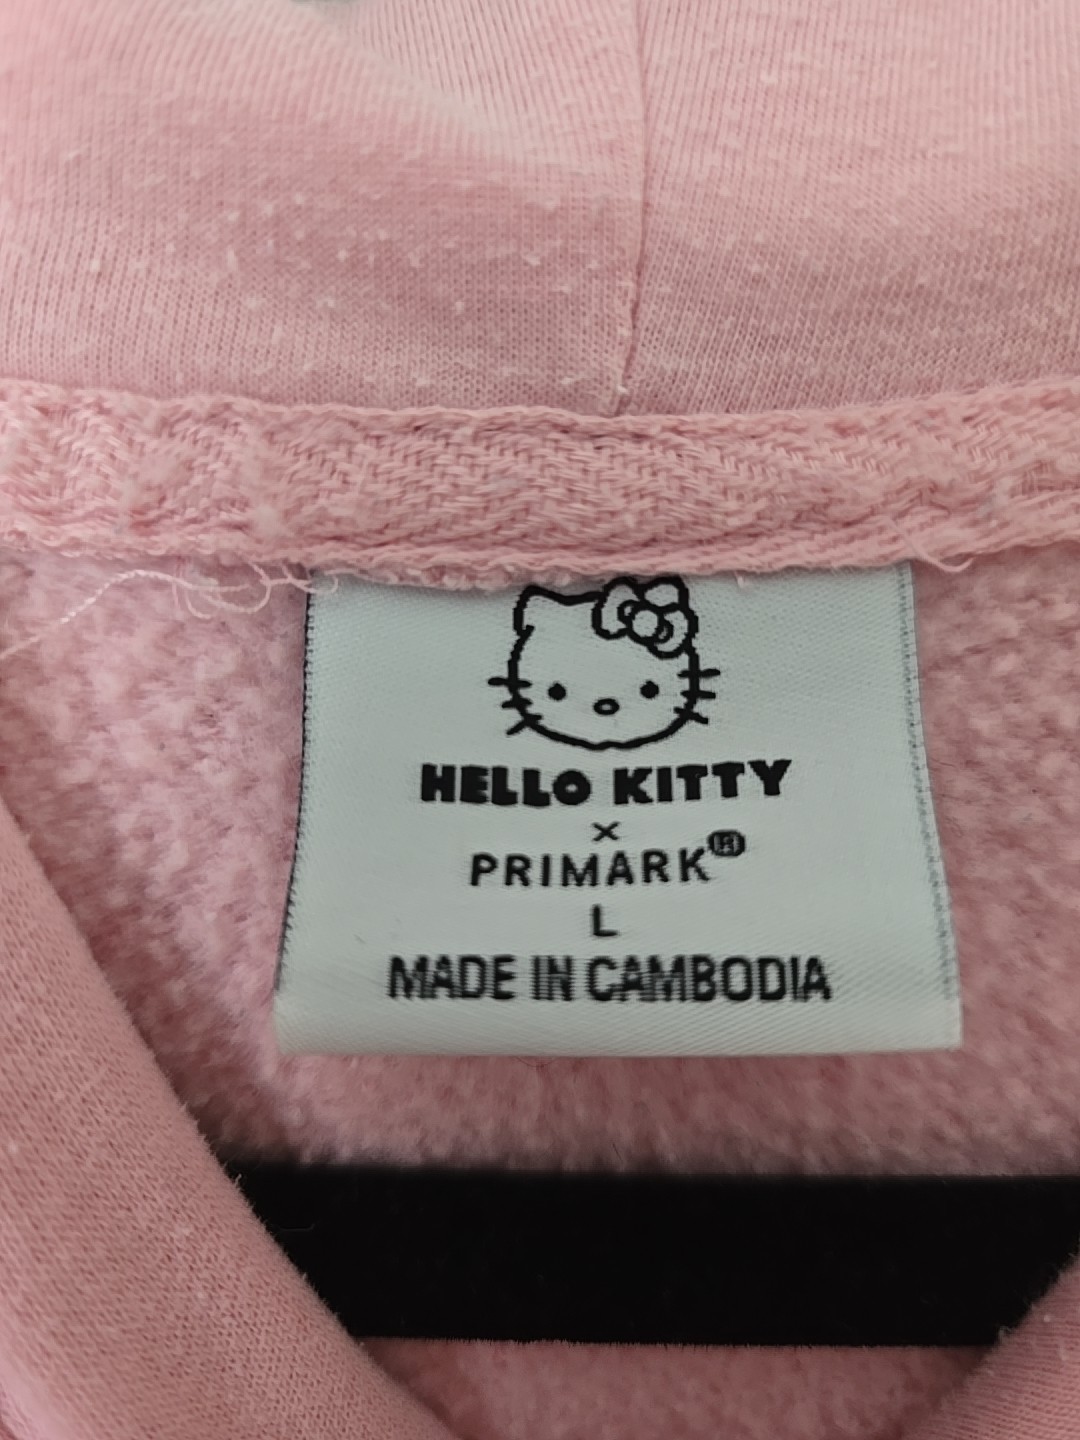 HELLO KITTY
×
PRIMARK®
L
MADE IN CAMBODIA